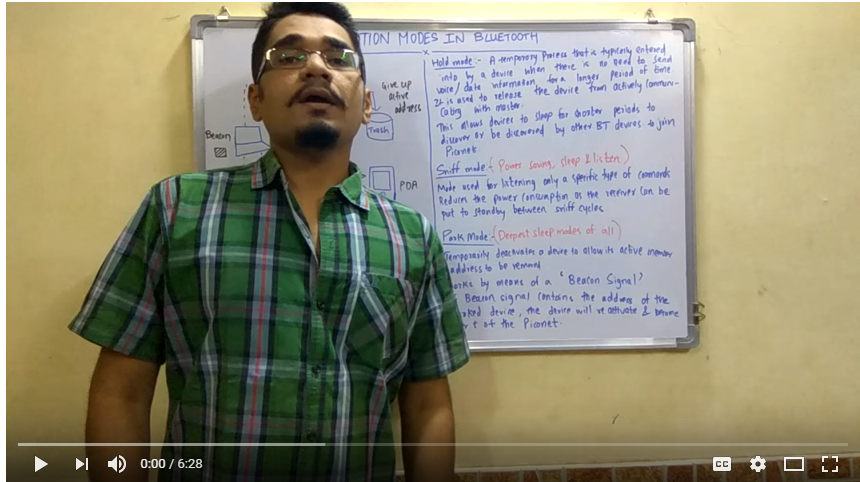 TION MODES IN BLUETOOTH
Give up
active
address
Trash
Beacon
PDA
Hold mode:- A temporary Process that is typically entered
into by a device when there is no need to send
voice/data information for a longer period of time
It is used to release the device from actively communi-
cating with master.
This allows devices to sleep for shorter periods to
discover or be discovered by other BT devices to join
Piconet.
Sniff mode:- (Power saving, sleep & listen)
Mode used for listening only a specific type of commands
Reduces the power consumption as the receiver can be
put to standby between sniff cycles
Park Mode:- (Deepest sleep modes of all)
Temporarily deactivates a device to allow its active member
address to be removed
orks by means of a 'Beacon Signal'
Beacon signal contains the address of the
rked device, the device will reactivate &
of the Piconet.
0:00 / 6:28
CC